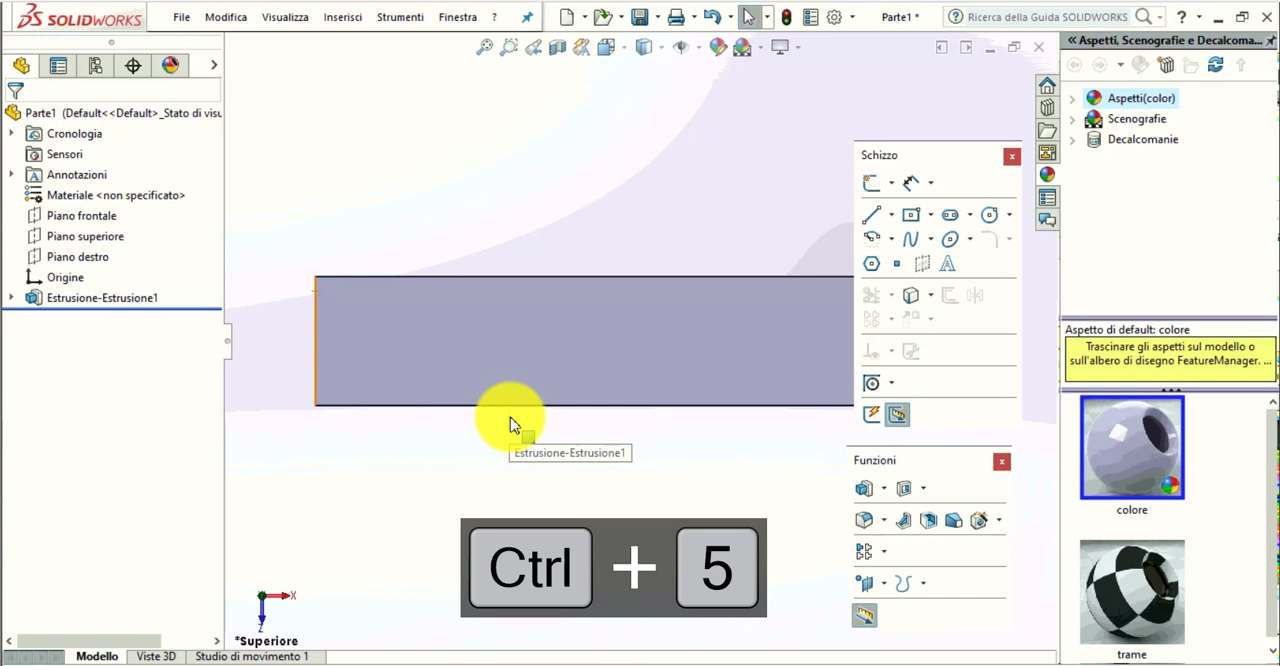 SOLIDWORKS
File
Modifica
Visualizza
Inserisci
Strumenti
Finestra
?
Parte1 *
Ricerca della Guida SOLIDWORKS
?
Aspetti, Scenografie e Decalcoma...
Parte1 (Default<<Default>_Stato di visu
Cronologia
Sensori
Annotazioni
Materiale <non specificato>
Piano frontale
Piano superiore
Piano destro
Origine
Estrusione-Estrusione1
Schizzo
Funzioni
Aspetti(color)
Scenografie
Decalcomanie
Aspetto di default: colore
Trascinare gli aspetti sul modello o
sull'albero di disegno FeatureManager. ...
colore
trame
Estrusione-Estrusione1
Ctrl + 5
X
Z
*Superiore
Modello
Viste 3D
Studio di movimento 1